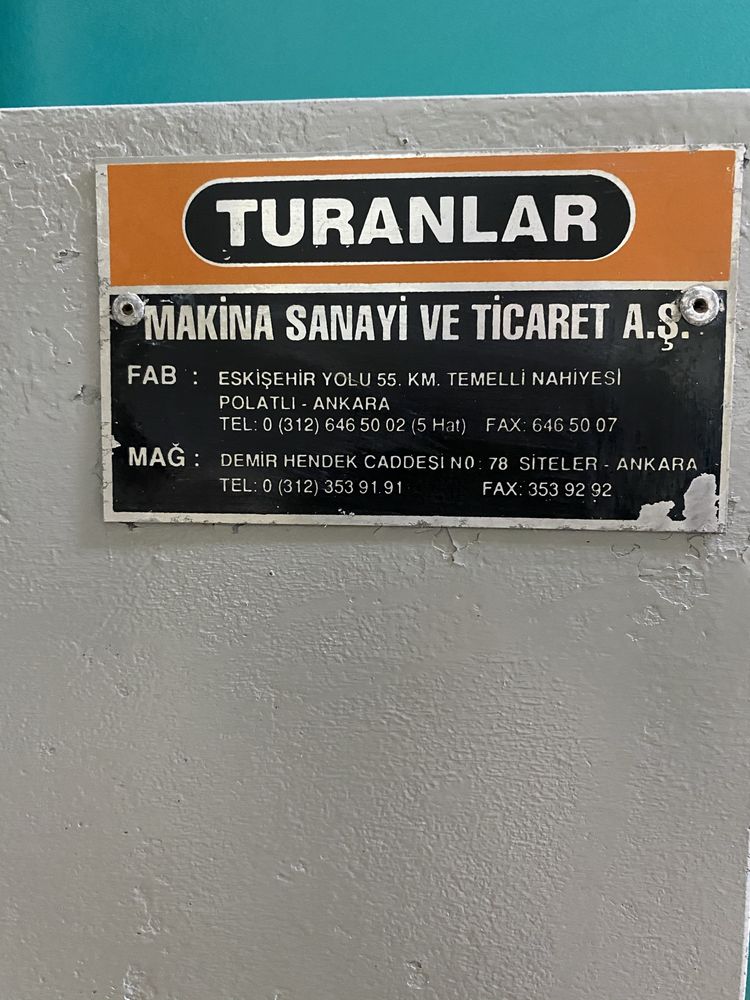 TURANLAR
MAKİNA SANAYİ VE TİCARET A.Ş.
FAB : ESKİŞEHİR YOLU 55. KM. TEMELLİ NAHİYESİ
POLATLI - ANKARA
TEL: 0 (312) 646 50 02 (5 Hat) FAX: 646 50 07
MAĞ : DEMİR HENDEK CADDESİ NO: 78 SİTELER - ANKARA
TEL: 0 (312) 353 91.91 FAX: 353 92 92